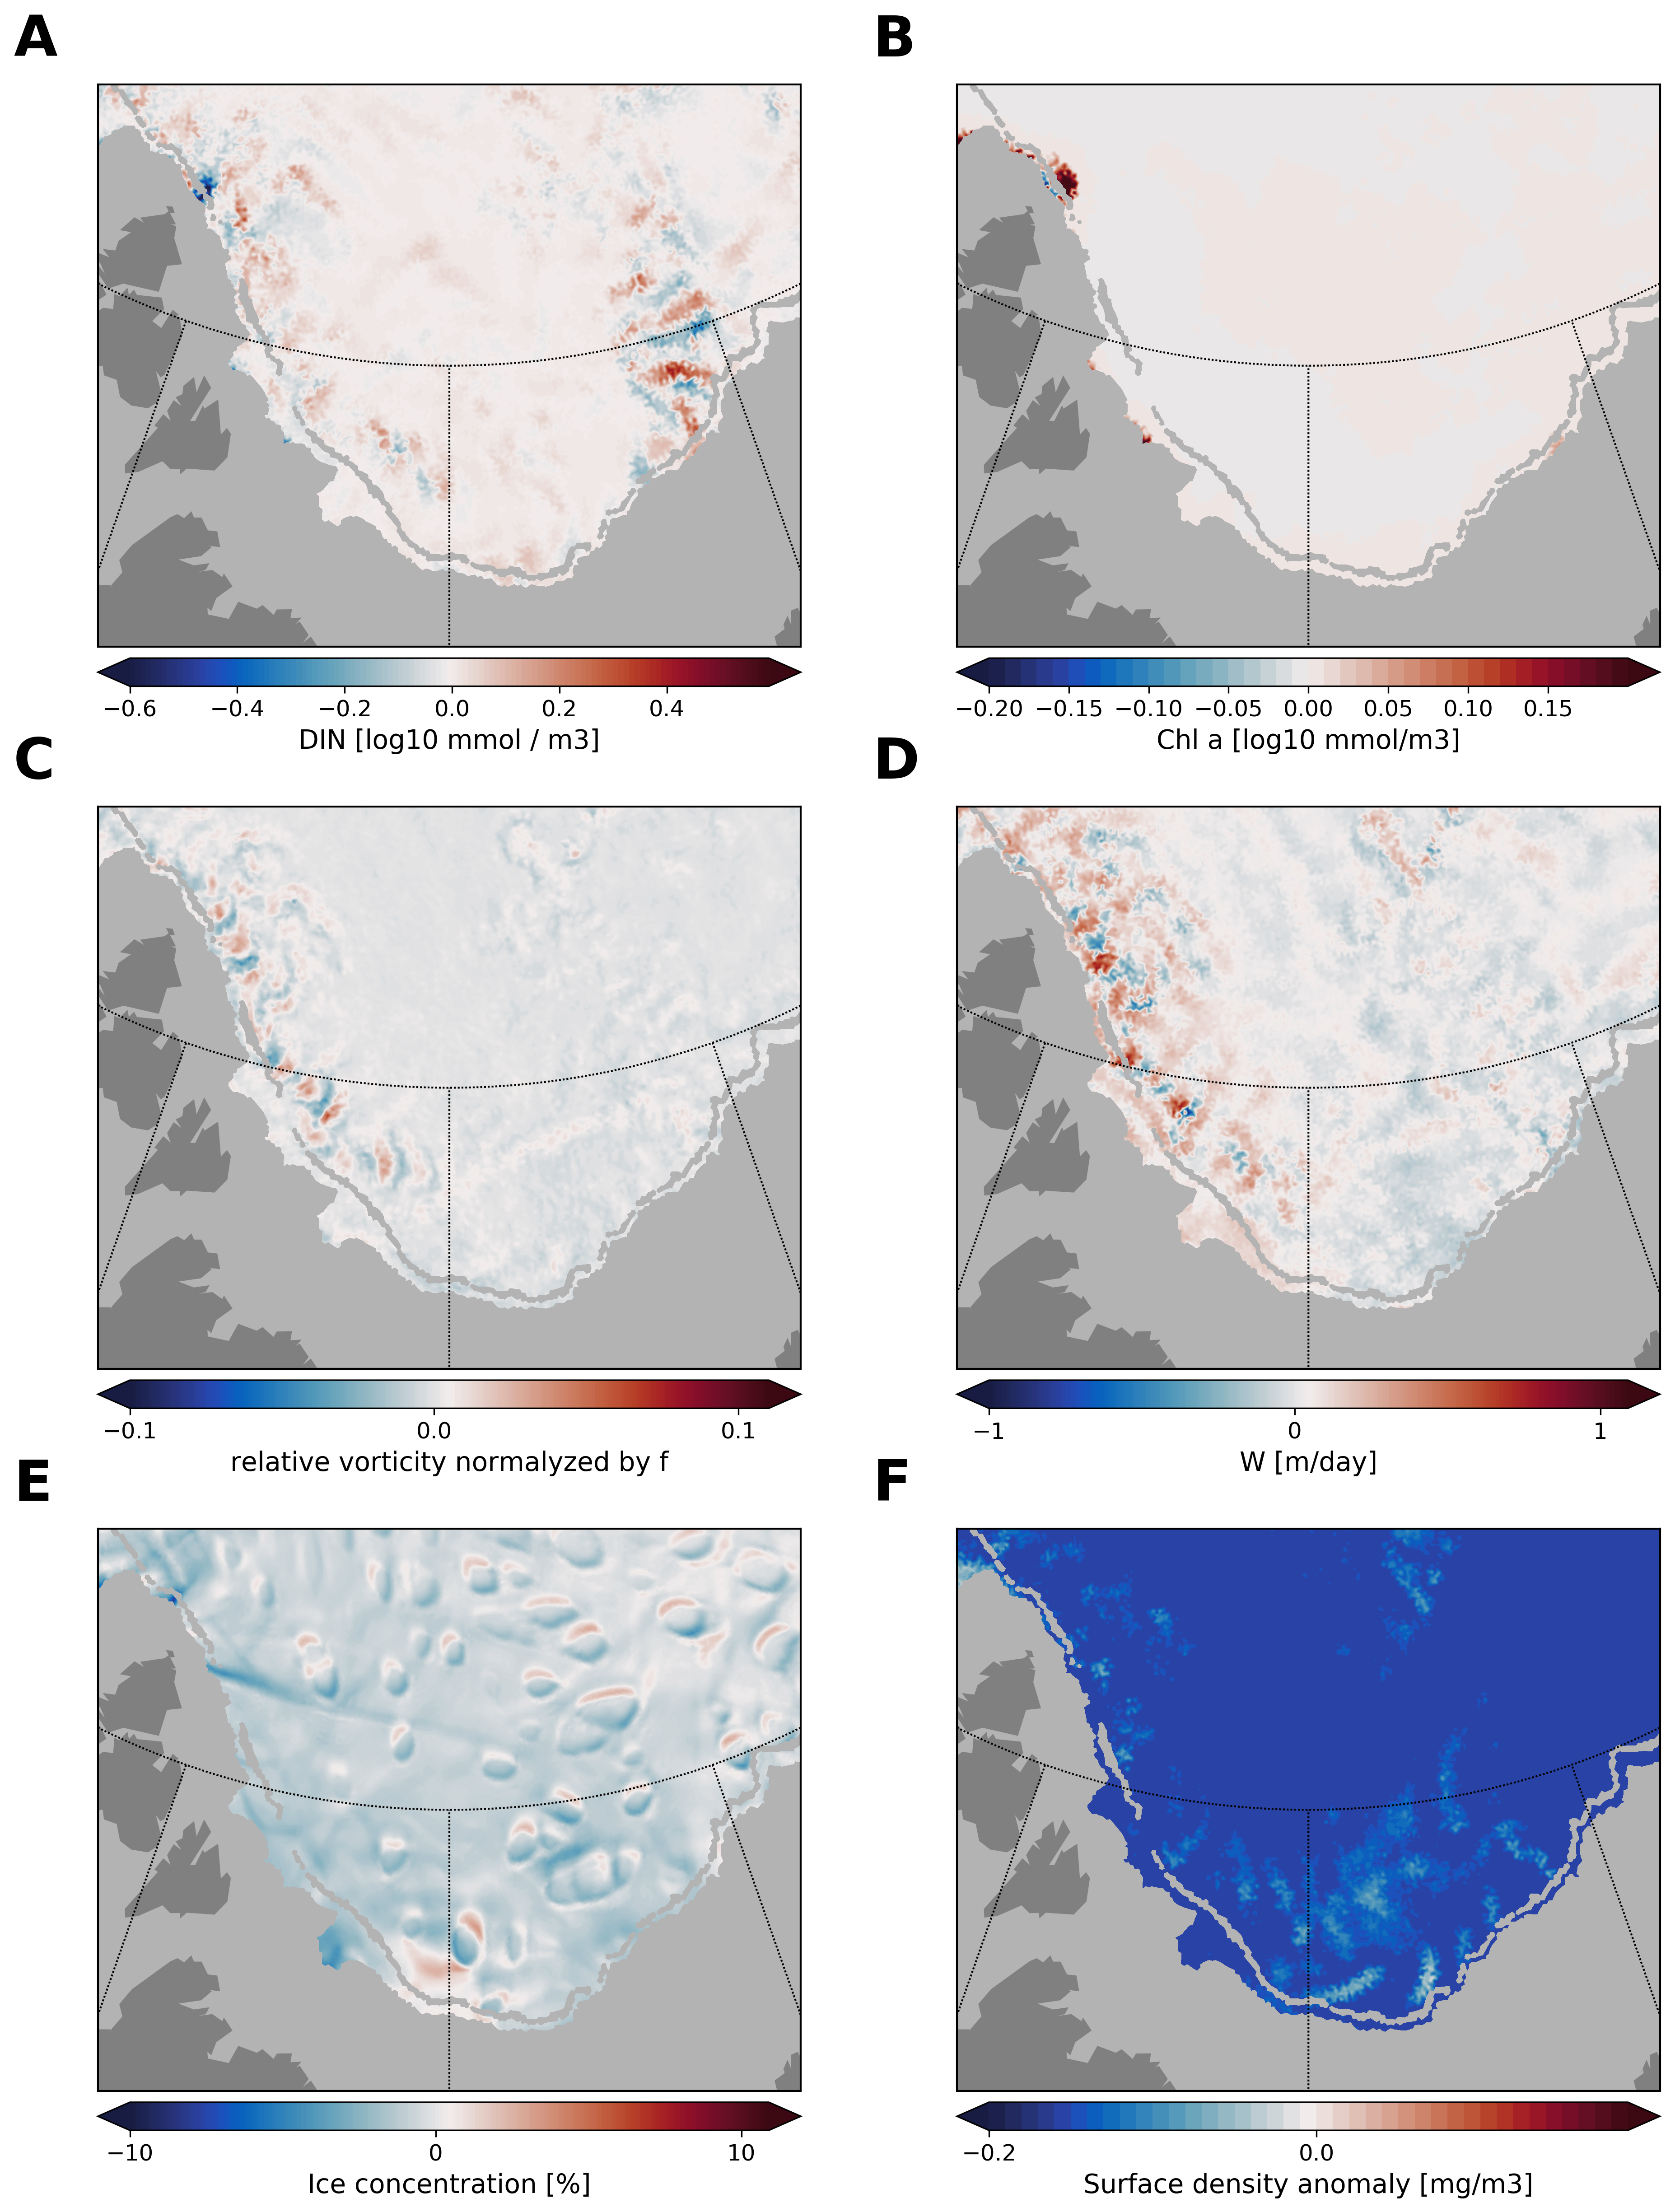 A
B
−0.6 −0.4 −0.2 0.0 0.2 0.4
DIN [log10 mmol / m3]
−0.20 −0.15 −0.10 −0.05 0.00 0.05 0.10 0.15
Chl a [log10 mmol/m3]
C
D
−0.1 0.0 0.1
relative vorticity normalyzed by f
−1 0 1
W [m/day]
E
F
−10 0 10
Ice concentration [%]
−0.2 0.0
Surface density anomaly [mg/m3]